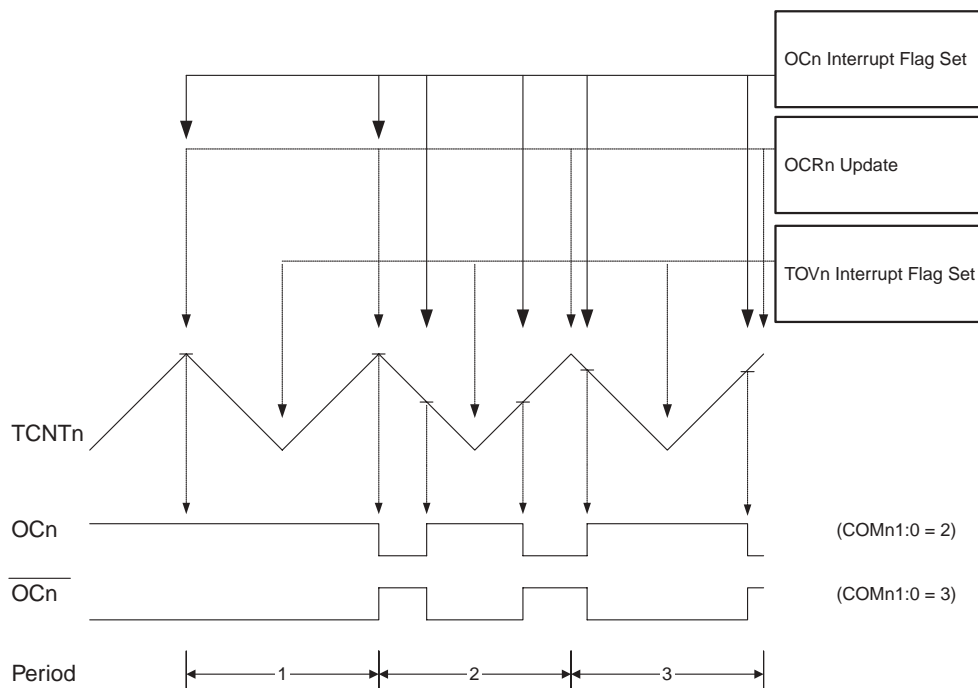 OCn Interrupt Flag Set
OCRn Update
TOVn Interrupt Flag Set
TCNTn
OCn
(COMn1:0 = 2)
OCn
(COMn1:0 = 3)
Period
1
2
3